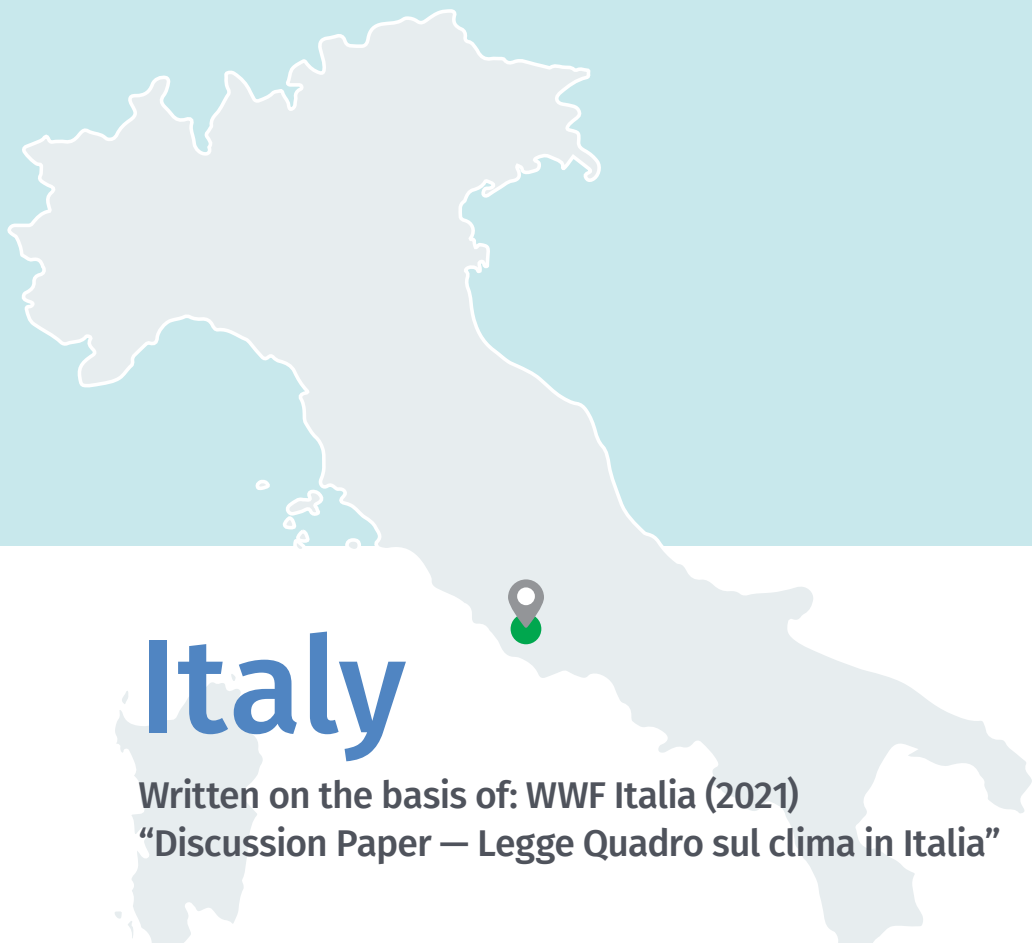 Italy
Written on the basis of: WWF Italia (2021)
“Discussion Paper — Legge Quadro sul clima in Italia”